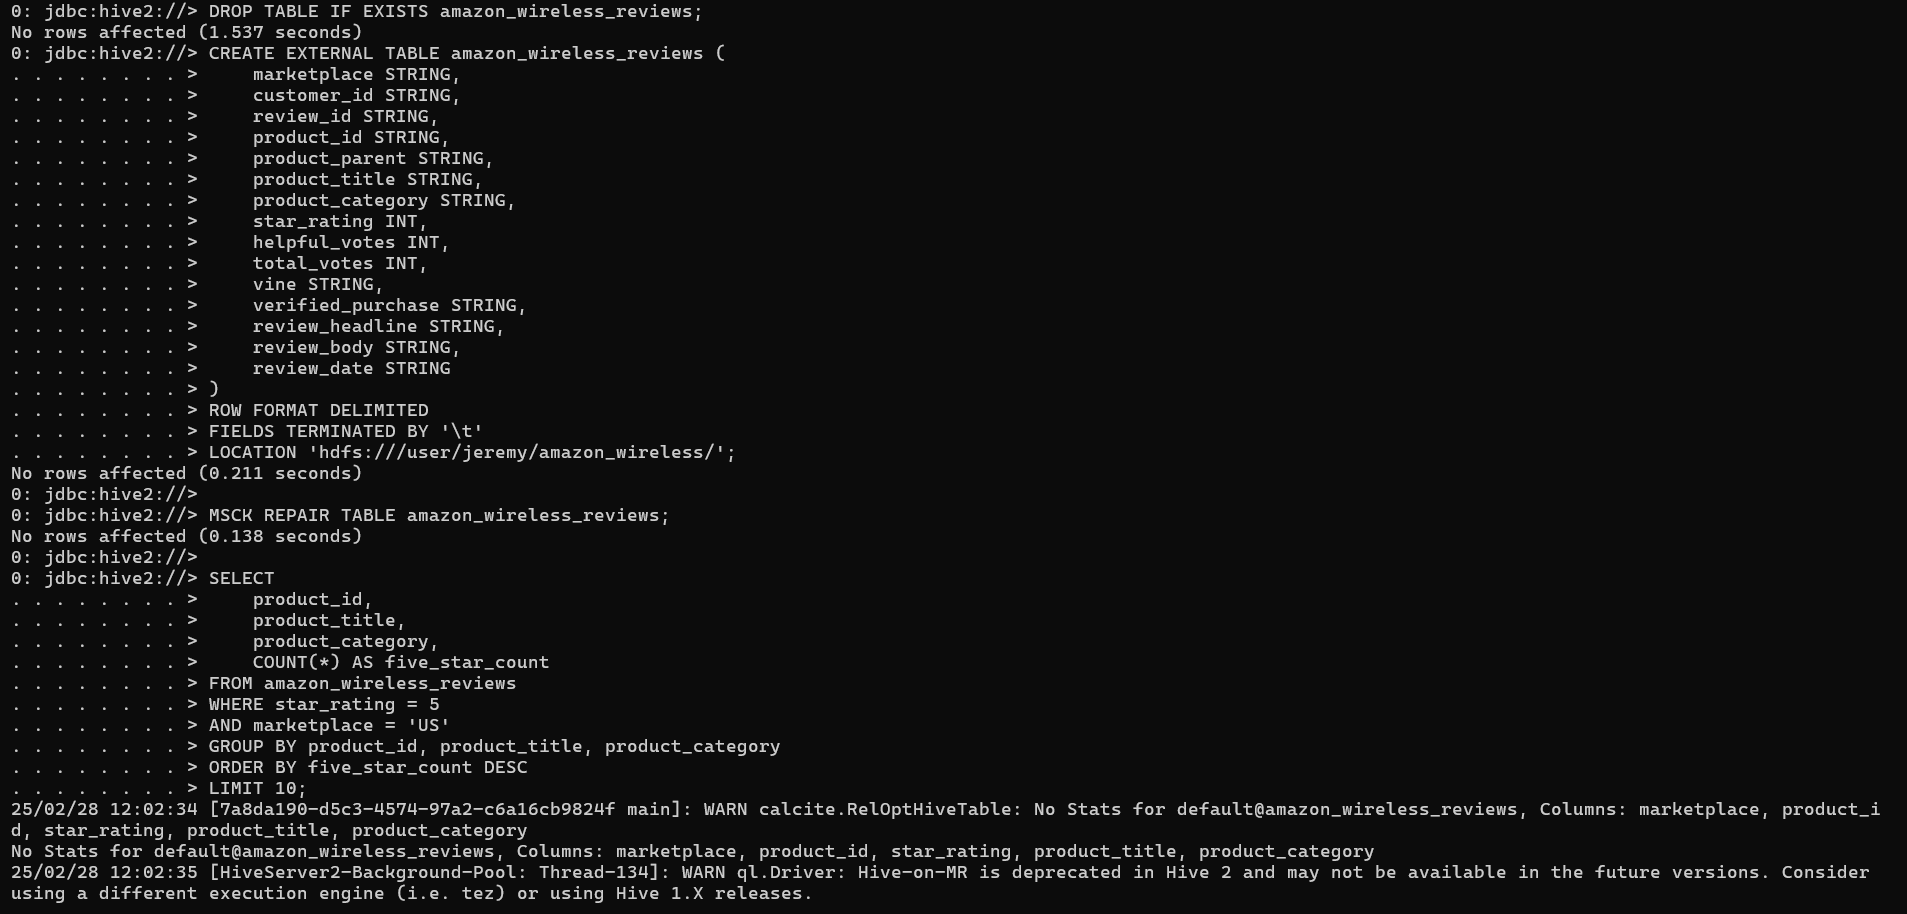 0: jdbc:hive2://> DROP TABLE IF EXISTS amazon_wireless_reviews;
No rows affected (1.537 seconds)
0: jdbc:hive2://> CREATE EXTERNAL TABLE amazon_wireless_reviews (
. . . . . . . . >     marketplace STRING,
. . . . . . . . >     customer_id STRING,
. . . . . . . . >     review_id STRING,
. . . . . . . . >     product_id STRING,
. . . . . . . . >     product_parent STRING,
. . . . . . . . >     product_title STRING,
. . . . . . . . >     product_category STRING,
. . . . . . . . >     star_rating INT,
. . . . . . . . >     helpful_votes INT,
. . . . . . . . >     total_votes INT,
. . . . . . . . >     vine STRING,
. . . . . . . . >     verified_purchase STRING,
. . . . . . . . >     review_headline STRING,
. . . . . . . . >     review_body STRING,
. . . . . . . . >     review_date STRING
. . . . . . . . > )
. . . . . . . . > ROW FORMAT DELIMITED
. . . . . . . . > FIELDS TERMINATED BY '\t'
. . . . . . . . > LOCATION 'hdfs:///user/jeremy/amazon_wireless/';
No rows affected (0.211 seconds)
0: jdbc:hive2://>
0: jdbc:hive2://> MSCK REPAIR TABLE amazon_wireless_reviews;
No rows affected (0.138 seconds)
0: jdbc:hive2://>
0: jdbc:hive2://> SELECT
. . . . . . . . >     product_id,
. . . . . . . . >     product_title,
. . . . . . . . >     product_category,
. . . . . . . . >     COUNT(*) AS five_star_count
. . . . . . . . > FROM amazon_wireless_reviews
. . . . . . . . > WHERE star_rating = 5
. . . . . . . . > AND marketplace = 'US'
. . . . . . . . > GROUP BY product_id, product_title, product_category
. . . . . . . . > ORDER BY five_star_count DESC
. . . . . . . . > LIMIT 10;
25/02/28 12:02:34 [7a8da190-d5c3-4574-97a2-c6a16cb9824f main]: WARN calcite.RelOptHiveTable: No Stats for default@amazon_wireless_reviews, Columns: marketplace, product_i
d, star_rating, product_title, product_category
No Stats for default@amazon_wireless_reviews, Columns: marketplace, product_id, star_rating, product_title, product_category
25/02/28 12:02:35 [HiveServer2-Background-Pool: Thread-134]: WARN ql.Driver: Hive-on-MR is deprecated in Hive 2 and may not be available in the future versions. Consider
using a different execution engine (i.e. tez) or using Hive 1.X releases.